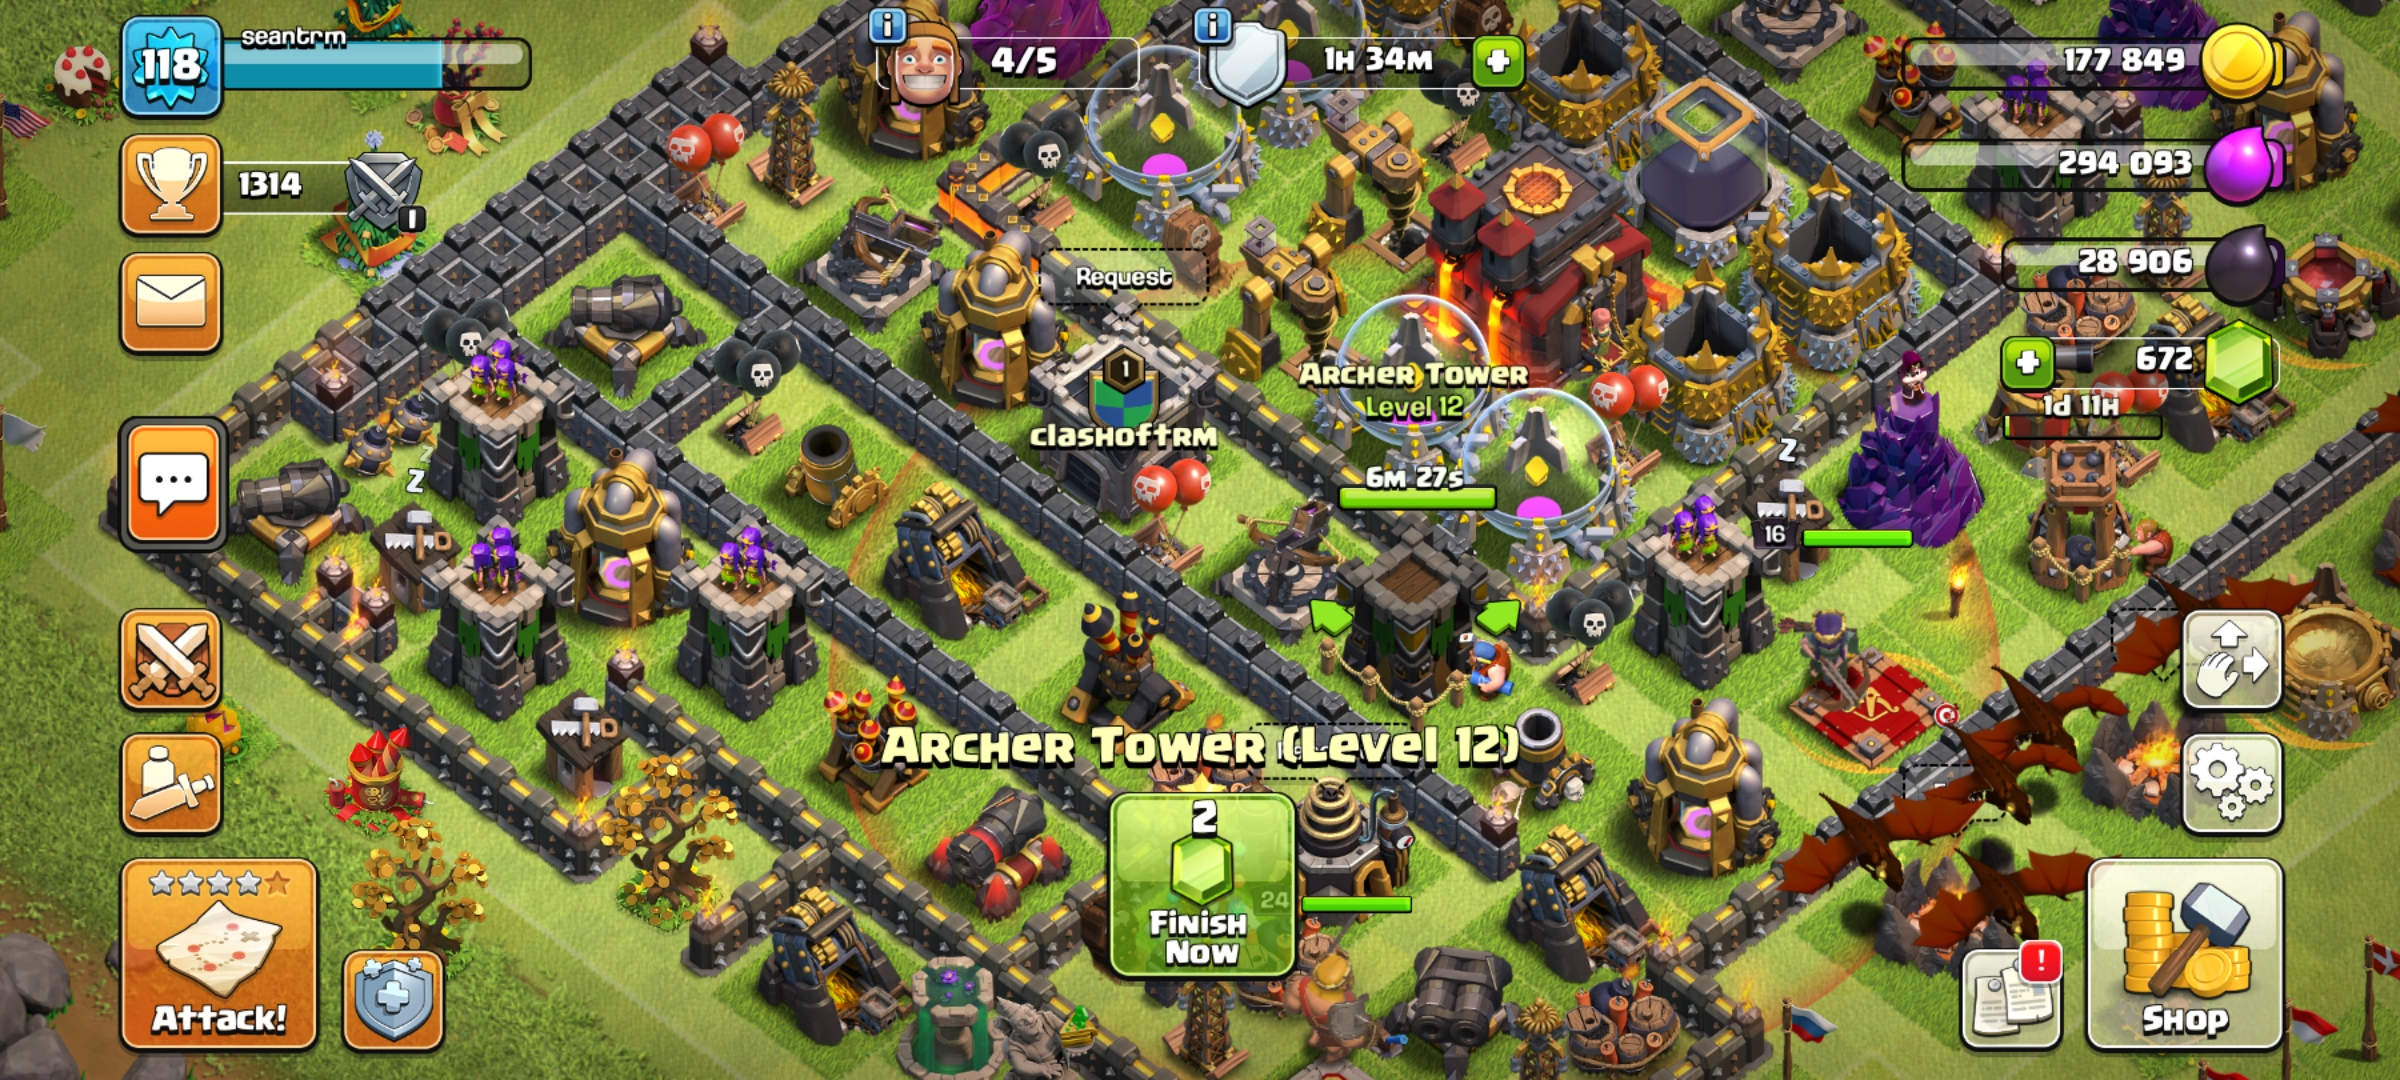 118
seantrm
4/5
1H 34M
177 849
1314
I
294 093
Request
28 906
1
clashoftrm
Archer Tower
Level 12
672
1d 11H
6M 27s
Z
Z
Z
16
Archer Tower (Level 12)
2
24
Finish
Now
Attack!
!
Shop